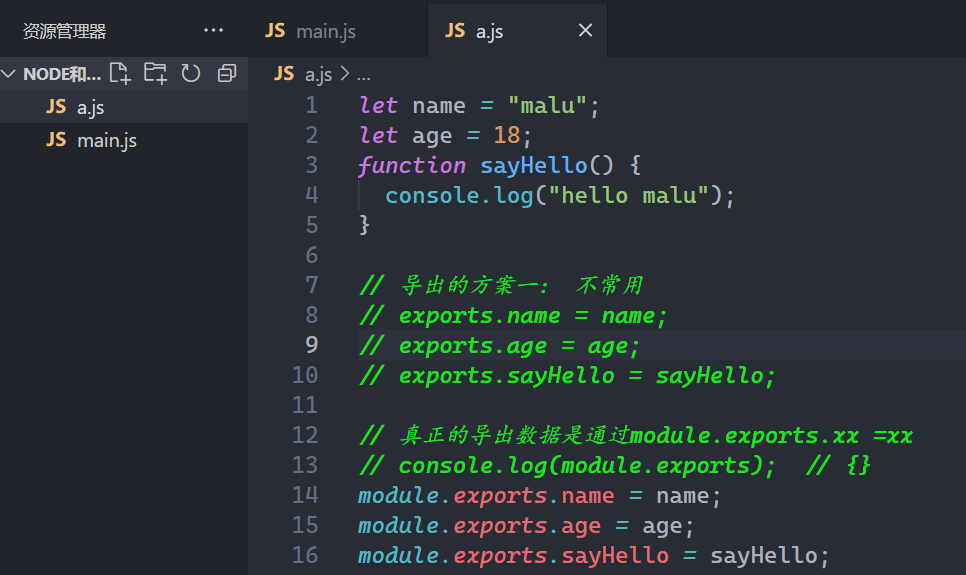 资源管理器 ···
JS main.js
JS a.js ×
NODE和...
JS a.js
JS main.js
JS a.js > ...
1 let name = "malu";
2 let age = 18;
3 function sayHello() {
4 console.log("hello malu");
5 }
6
7 // 导出的方案一： 不常用
8 // exports.name = name;
9 // exports.age = age;
10 // exports.sayHello = sayHello;
11
12 // 真正的导出数据是通过module.exports.xx =xx
13 // console.log(module.exports); // {}
14 module.exports.name = name;
15 module.exports.age = age;
16 module.exports.sayHello = sayHello;